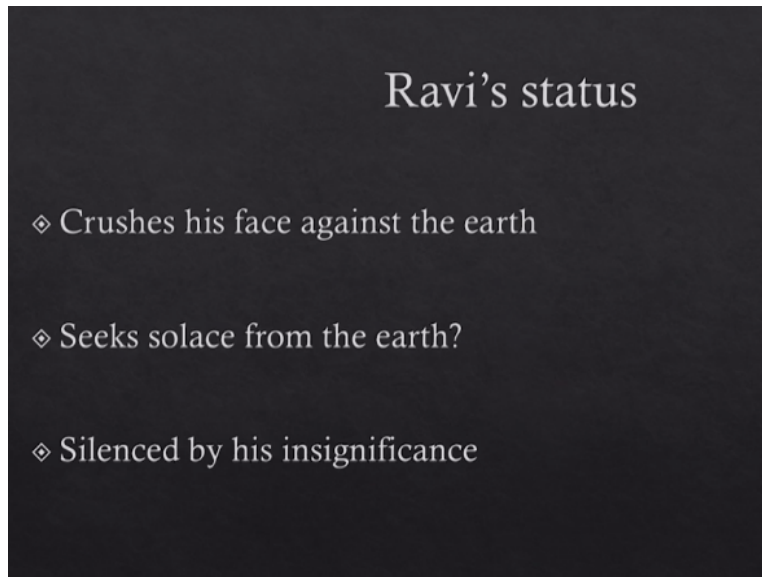 Ravi's status
Crushes his face against the earth
Seeks solace from the earth?
Silenced by his insignificance